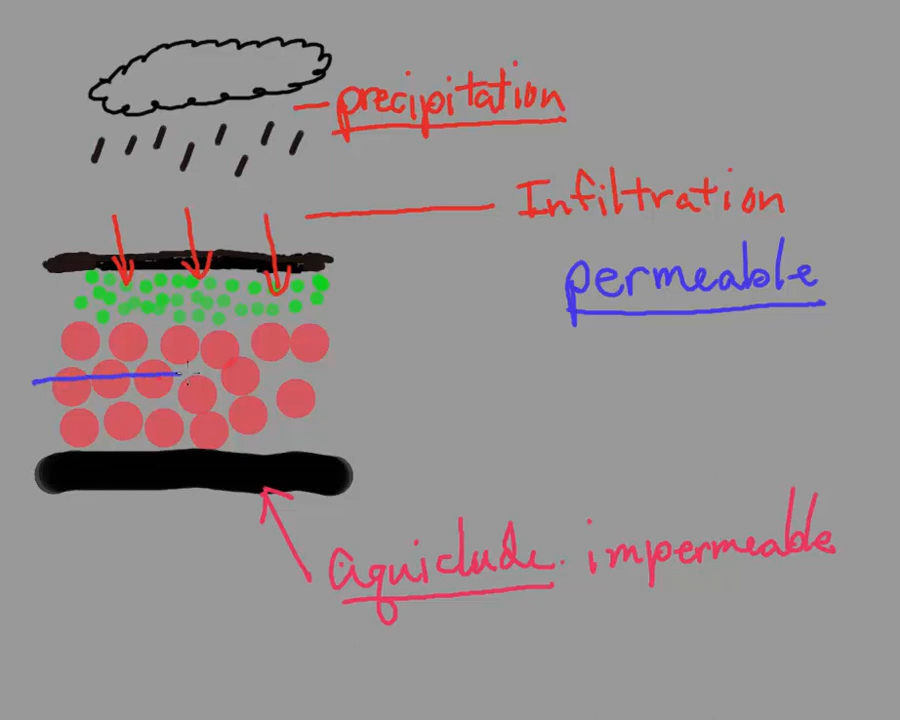 precipitation
Infiltration
permeable
aquiclude. impermeable